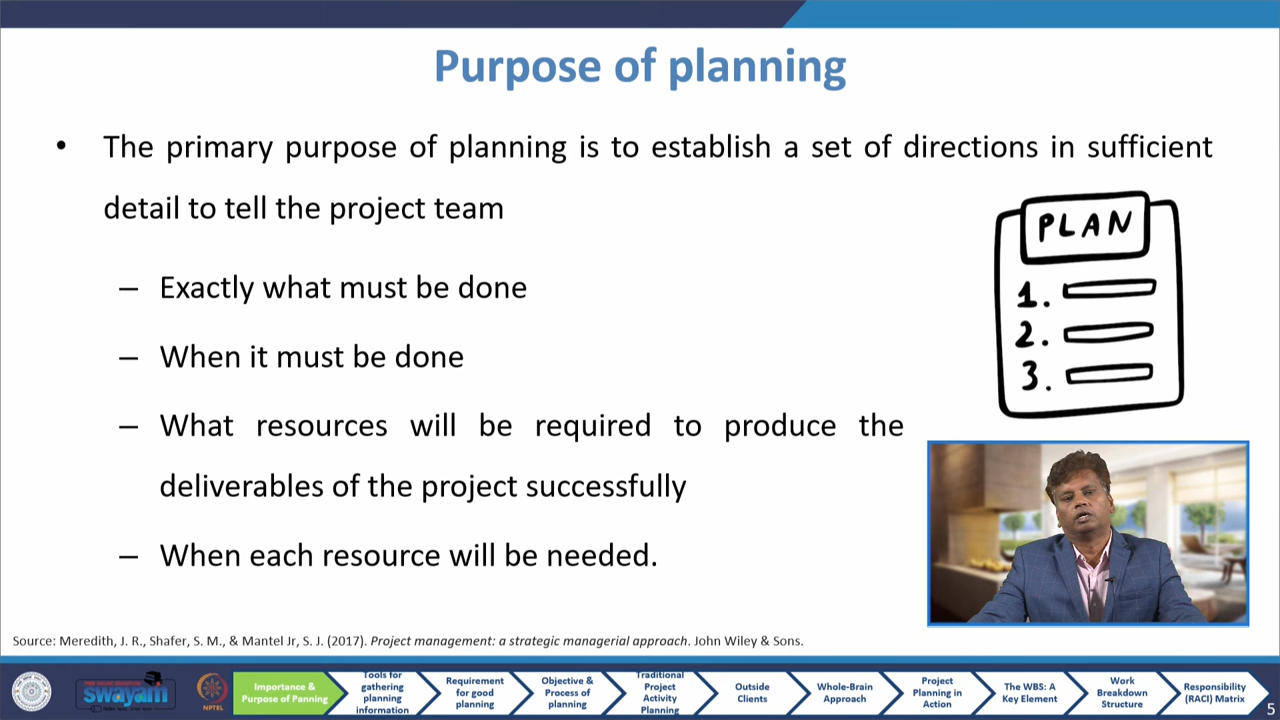 Purpose of planning
• The primary purpose of planning is to establish a set of directions in sufficient
detail to tell the project team
– Exactly what must be done
– When it must be done
– What resources will be required to produce the
deliverables of the project successfully
– When each resource will be needed.
PLAN
1.
2.
3.
Source: Meredith, J. R., Shafer, S. M., & Mantel Jr, S. J. (2017). Project management: a strategic managerial approach. John Wiley & Sons.
swayam
NPTEL
Importance &
Purpose of Panning
Tools for
gathering
planning
information
Requirement
for good
planning
Objective &
Process of
planning
Traditional
Project
Activity
Planning
Outside
Clients
Whole-Brain
Approach
Project
Planning in
Action
The WBS: A
Key Element
Work
Breakdown
Structure
Responsibility
(RACI) Matrix
5